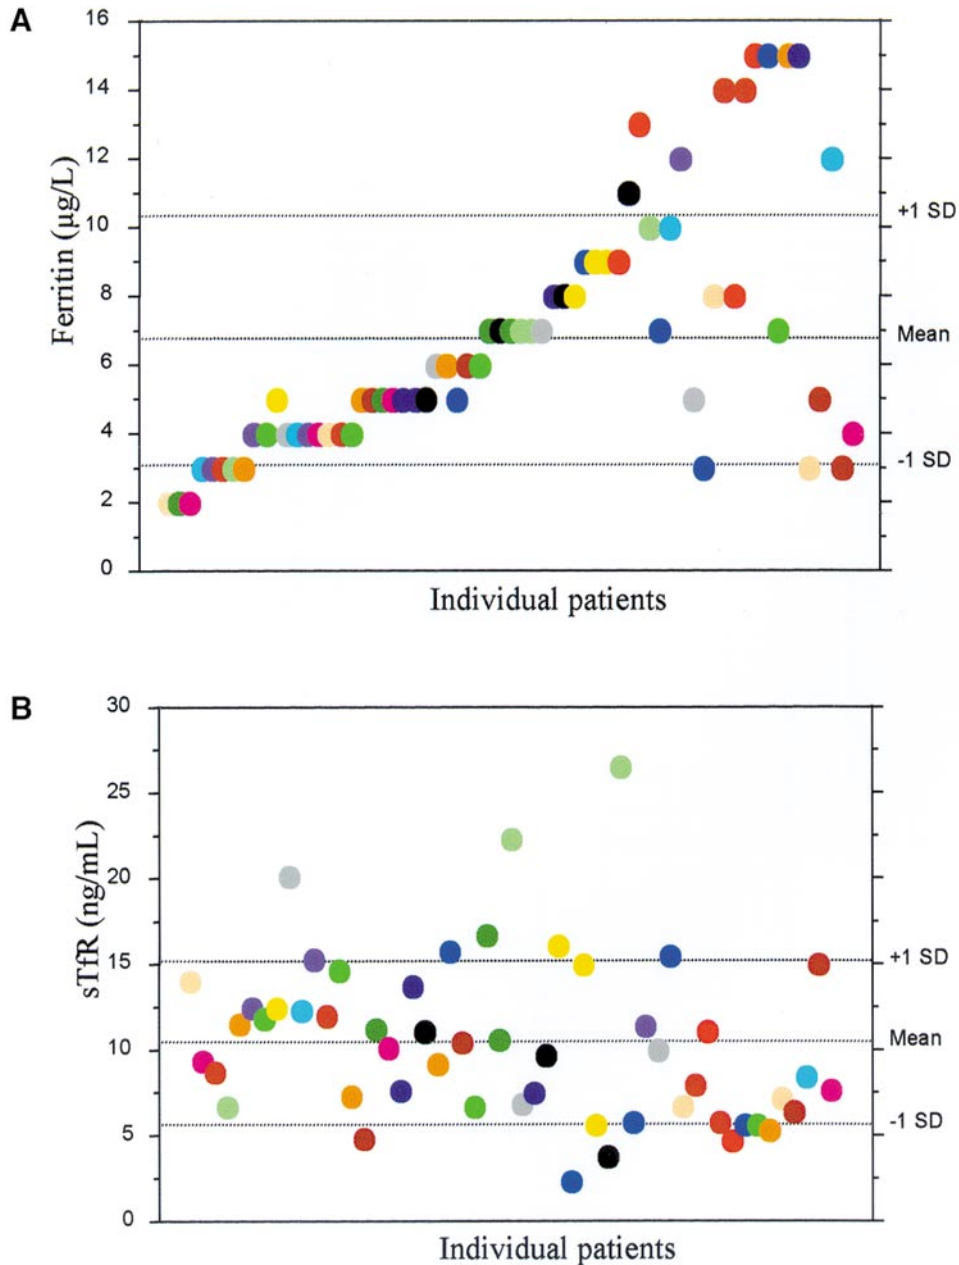 A
16
14
12
10
8
6
4
2
0
Ferritin (µg/L)
+1 SD
Mean
-1 SD
Individual patients
B
30
25
20
15
10
5
0
sTfR (ng/mL)
+1 SD
Mean
-1 SD
Individual patients